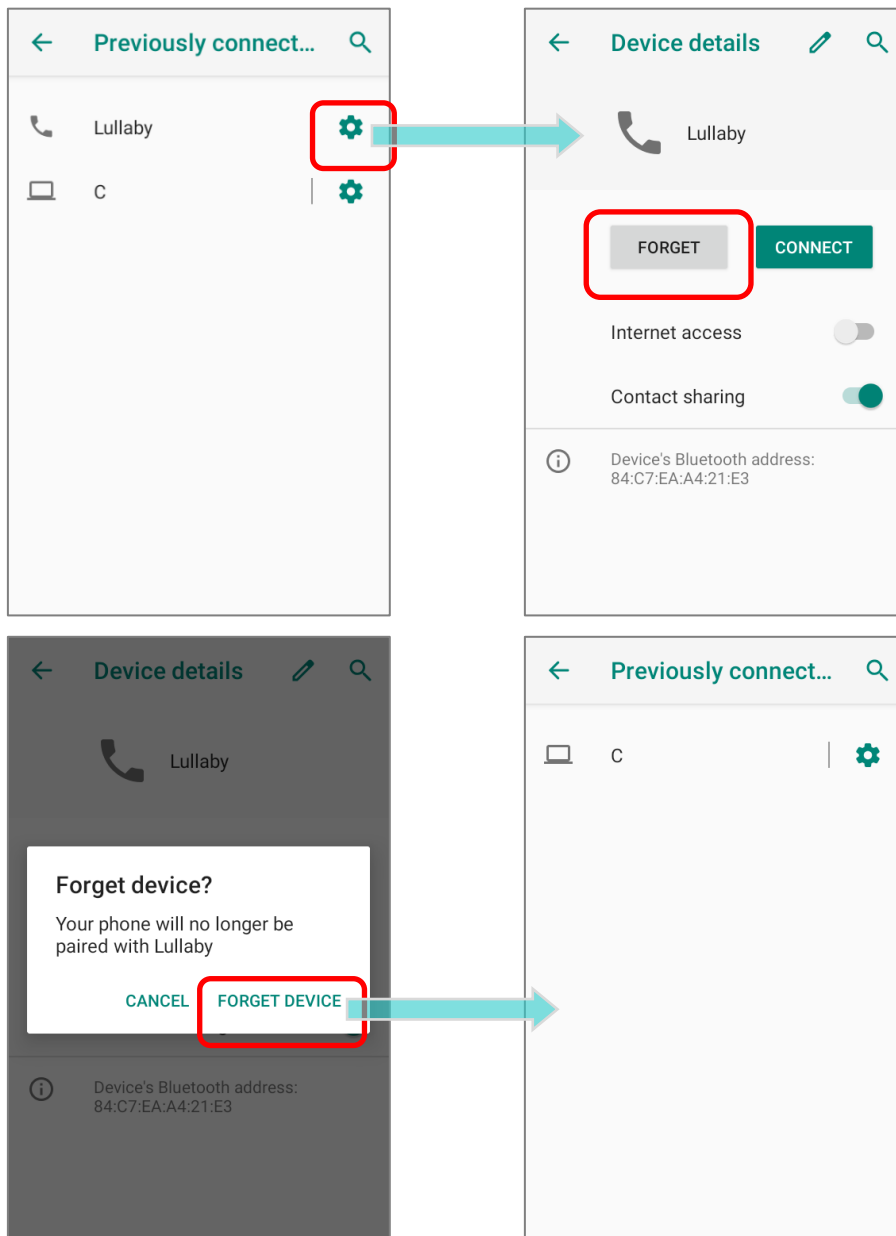 Previously connect...
Lullaby
C
Device details
Lullaby
FORGET
CONNECT
Internet access
Contact sharing
Device's Bluetooth address:
84:C7:EA:A4:21:E3
Device details
Lullaby
Forget device?
Your phone will no longer be
paired with Lullaby
CANCEL
FORGET DEVICE
Device's Bluetooth address:
84:C7:EA:A4:21:E3
Previously connect...
C